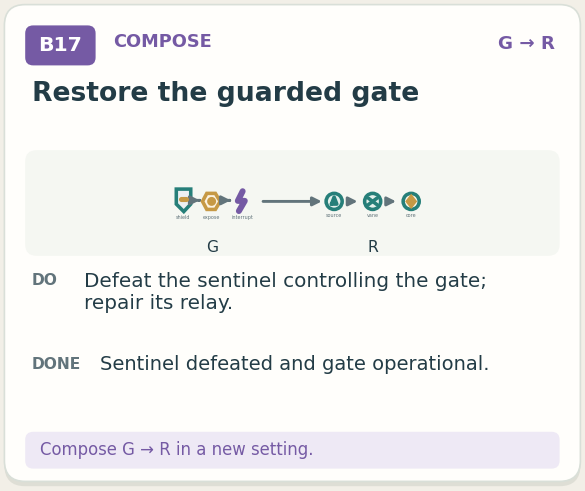 B17 COMPOSE G → R
Restore the guarded gate
shield expose interrupt source vane core
G R
DO Defeat the sentinel controlling the gate;
repair its relay.
DONE Sentinel defeated and gate operational.
Compose G → R in a new setting.